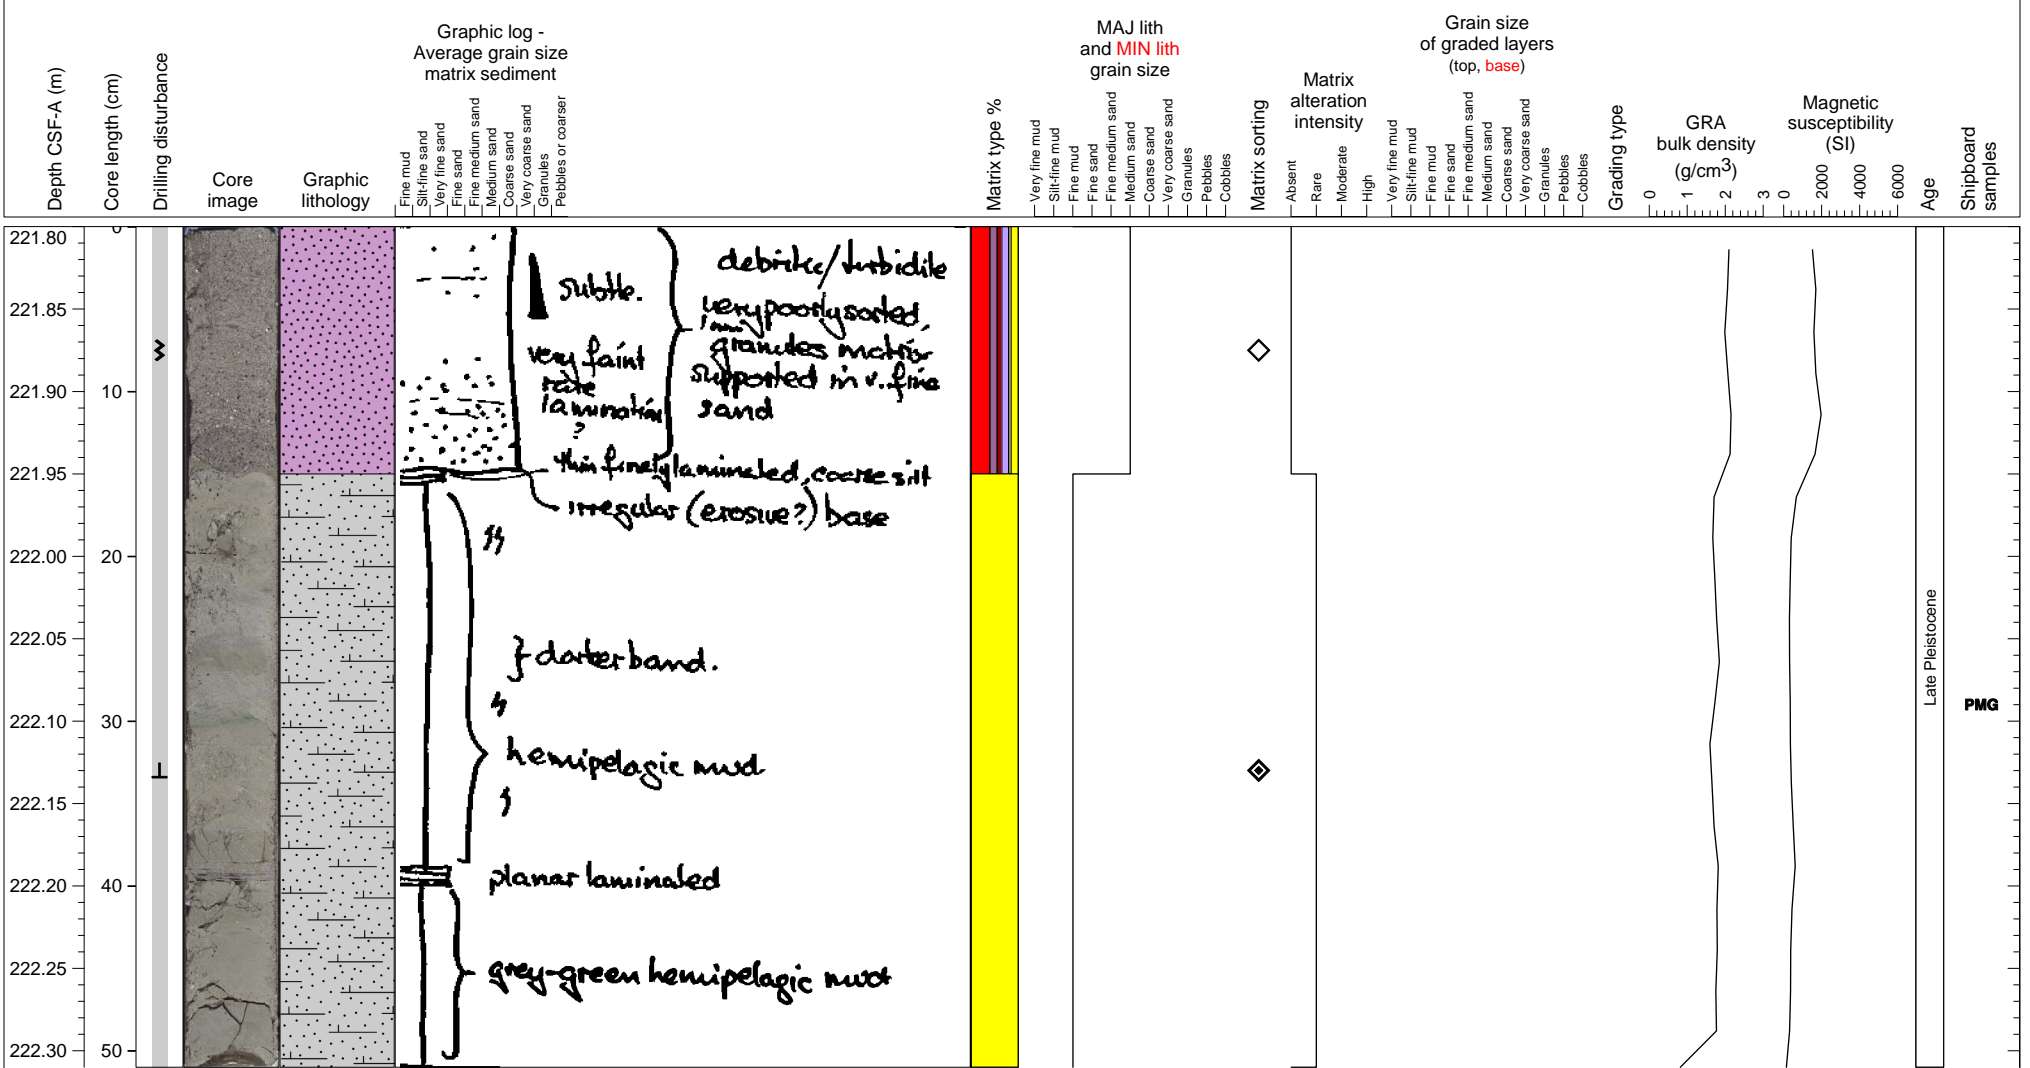 Depth CSF-A (m)
Core length (cm)
Drilling disturbance
Core
image
Graphic
lithology
Graphic log -
Average grain size
matrix sediment
Fine mud
Silt-fine sand
Very fine sand
Fine sand
Fine medium sand
Medium sand
Coarse sand
Very coarse sand
Granules
Pebbles or coarser
Matrix type %
MAJ lith
and MIN lith
grain size
Very fine mud
Silt-fine mud
Fine mud
Fine sand
Fine medium sand
Medium sand
Coarse sand
Very coarse sand
Granules
Pebbles
Cobbles
Matrix sorting
Matrix
alteration
intensity
Absent
Rare
Moderate
High
Grain size
of graded layers
(top, base)
Very fine mud
Silt-fine mud
Fine mud
Fine sand
Fine medium sand
Medium sand
Coarse sand
Very coarse sand
Granules
Pebbles
Cobbles
Grading type
GRA
bulk density
(g/cm3)
0 1 2 3
Magnetic
susceptibility
(SI)
0 2000 4000 6000
Age
Shipboard
samples
221.80
221.85
221.90
221.95
222.00
222.05
222.10
222.15
222.20
222.25
222.30
0
10
20
30
40
50
subtle.
very faint
rare
lamination
?
debrite/turbidite
very poorly sorted,
granules matrix
supported in v. fine
sand
thin finely laminated, coarse silt
irregular (erosive?) base
} darker band.
hemipelagic mud
planar laminated
grey-green hemipelagic mud
Late Pleistocene
PMG